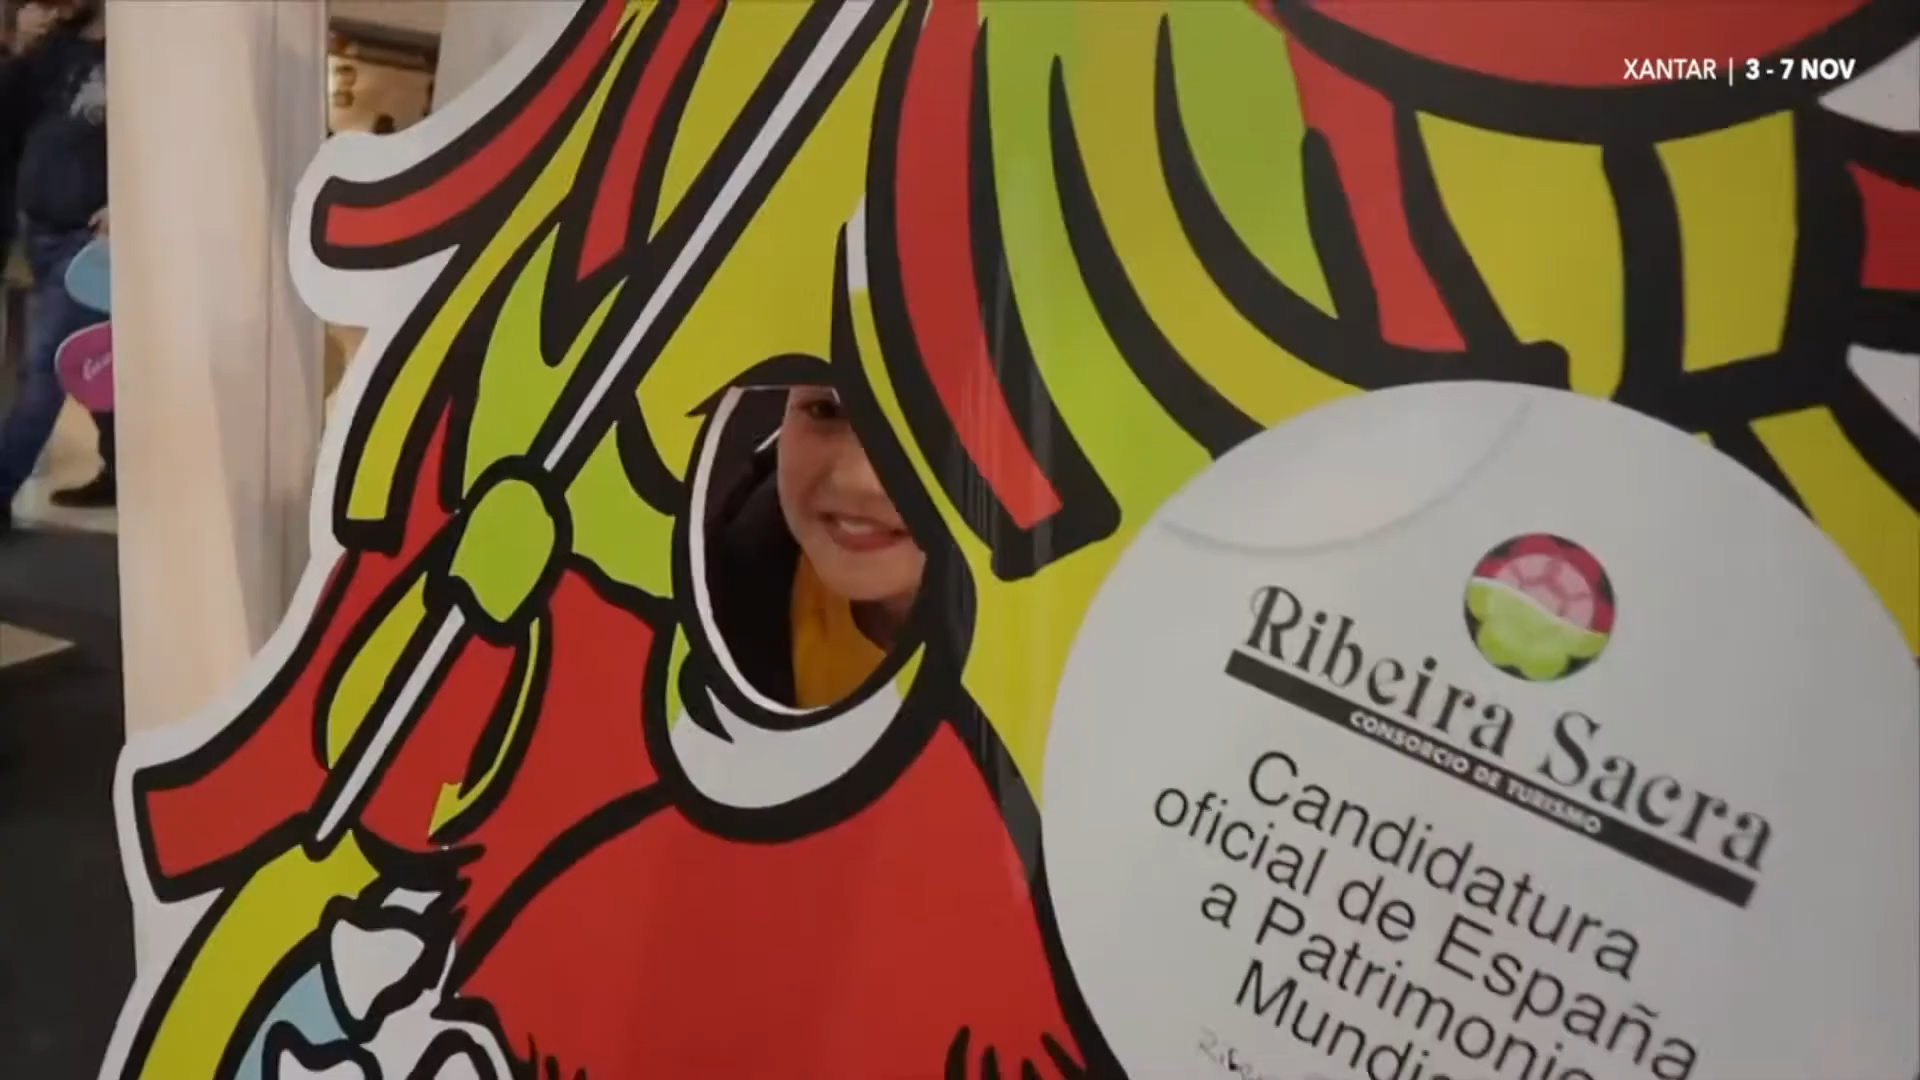 XANTAR | 3 - 7 NOV
Ribeira Sacra
CONSORCIO DE TURISMO
Candidatura
oficial de España
a Patrimonio